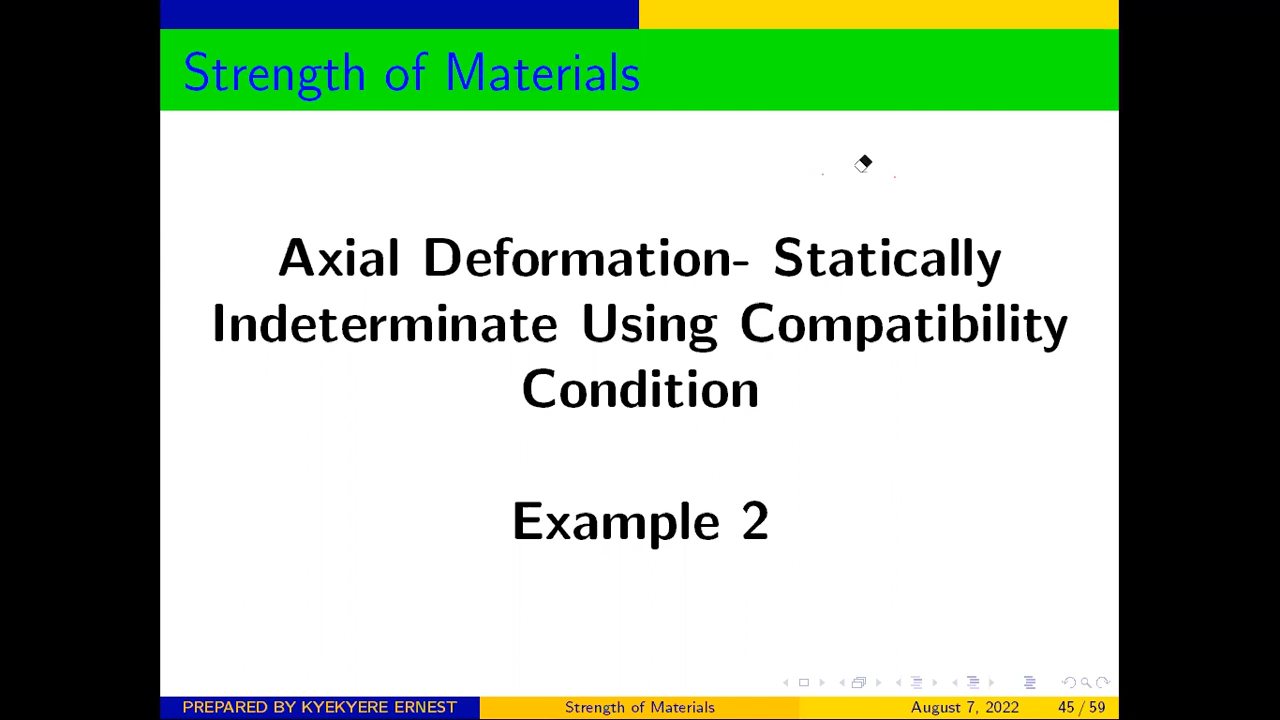 Strength of Materials
Axial Deformation- Statically
Indeterminate Using Compatibility
Condition
Example 2
PREPARED BY KYEKYERE ERNEST
Strength of Materials
August 7, 2022
45 / 59